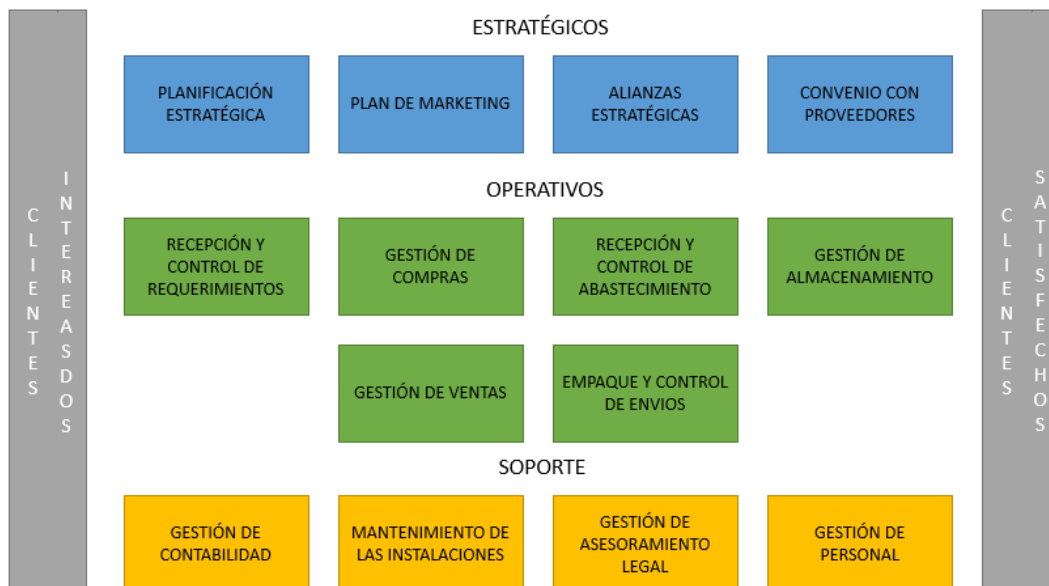 ESTRATÉGICOS
PLANIFICACIÓN
ESTRATÉGICA
PLAN DE MARKETING
ALIANZAS
ESTRATÉGICAS
CONVENIO CON
PROVEEDORES
CLIENTES
INTEREASDOS
OPERATIVOS
RECEPCIÓN Y
CONTROL DE
REQUERIMIENTOS
GESTIÓN DE
COMPRAS
RECEPCIÓN Y
CONTROL DE
ABASTECIMIENTO
GESTIÓN DE
ALMACENAMIENTO
GESTIÓN DE VENTAS
EMPAQUE Y CONTROL
DE ENVIOS
CLIENTES
SATISFECHOS
SOPORTE
GESTIÓN DE
CONTABILIDAD
MANTENIMIENTO DE
LAS INSTALACIONES
GESTIÓN DE
ASESORAMIENTO
LEGAL
GESTIÓN DE
PERSONAL